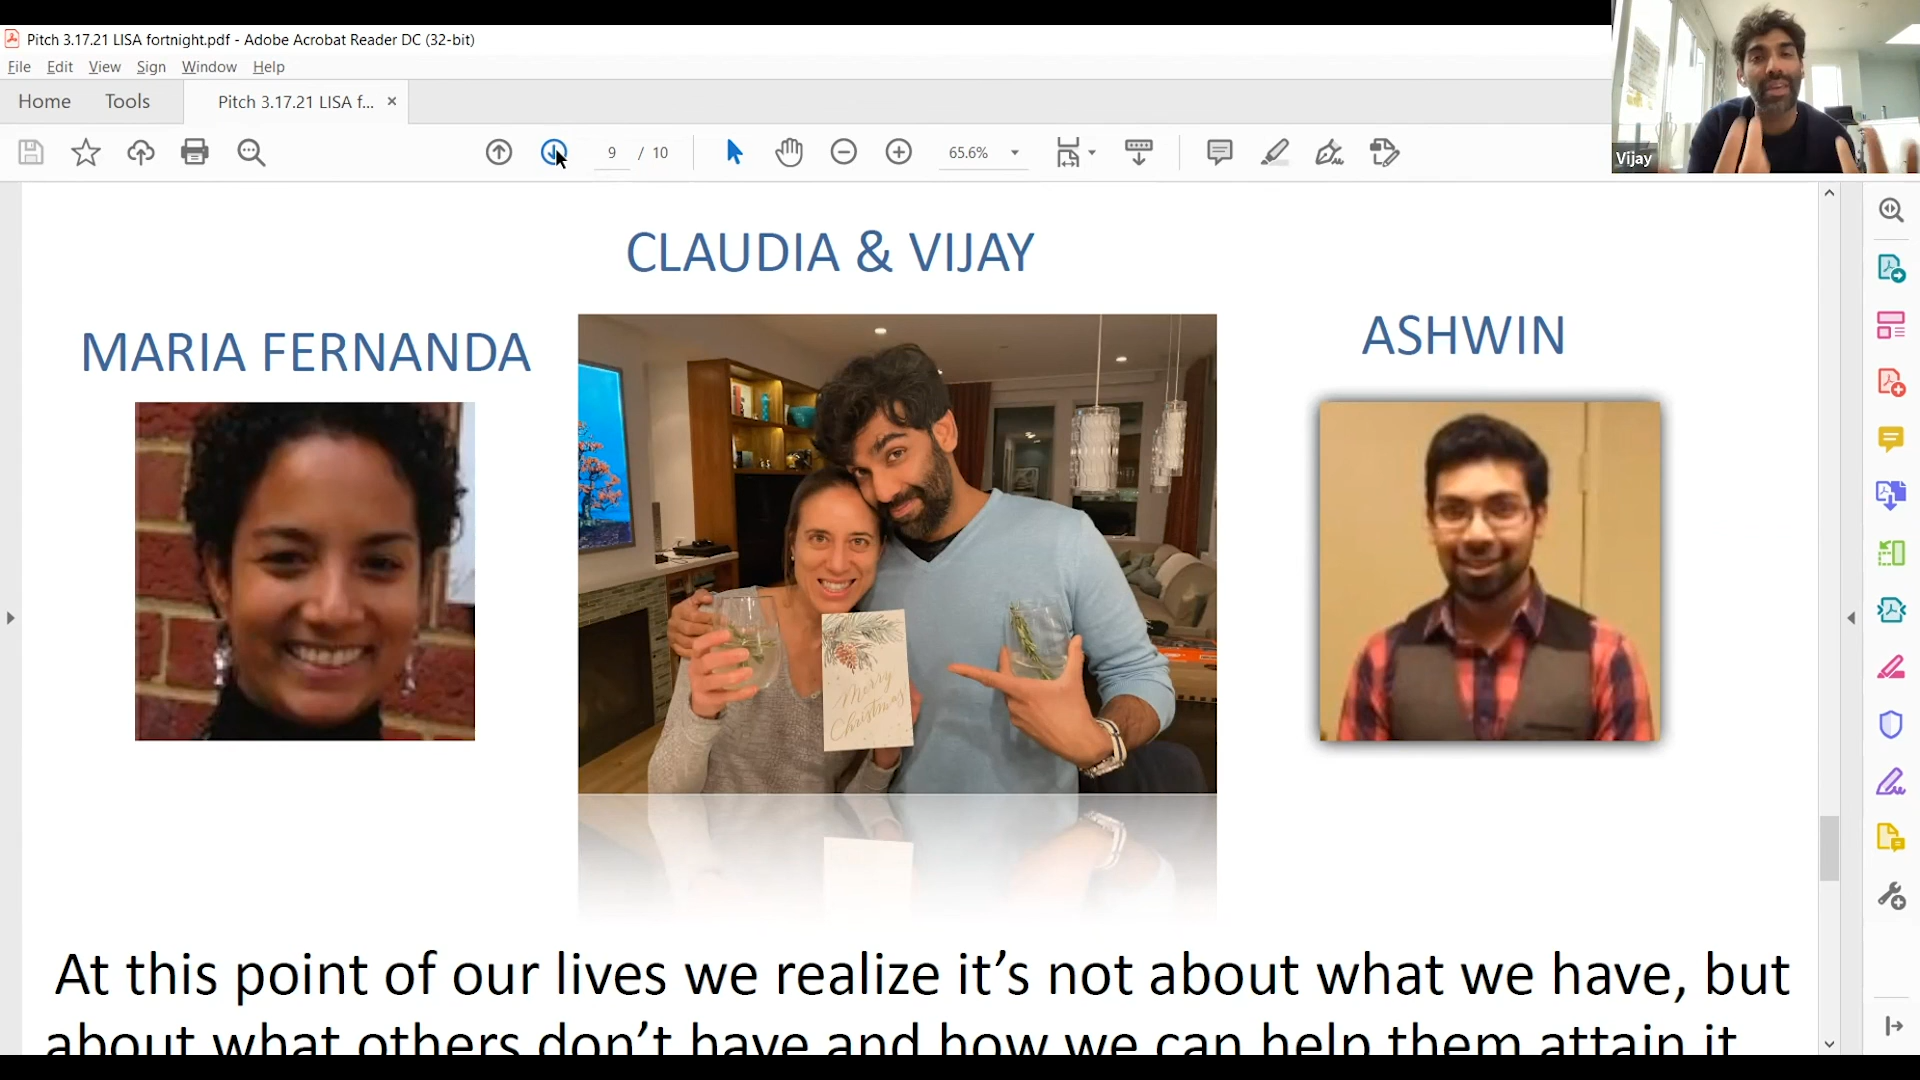 Pitch 3.17.21 LISA fortnight.pdf - Adobe Acrobat Reader DC (32-bit)
File Edit View Sign Window Help
Home Tools Pitch 3.17.21 LISA f... ×
9 / 10 65.6%
Vijay
CLAUDIA & VIJAY
MARIA FERNANDA
ASHWIN
Merry
Christmas
At this point of our lives we realize it’s not about what we have, but
about what others don’t have and how we can help them attain it